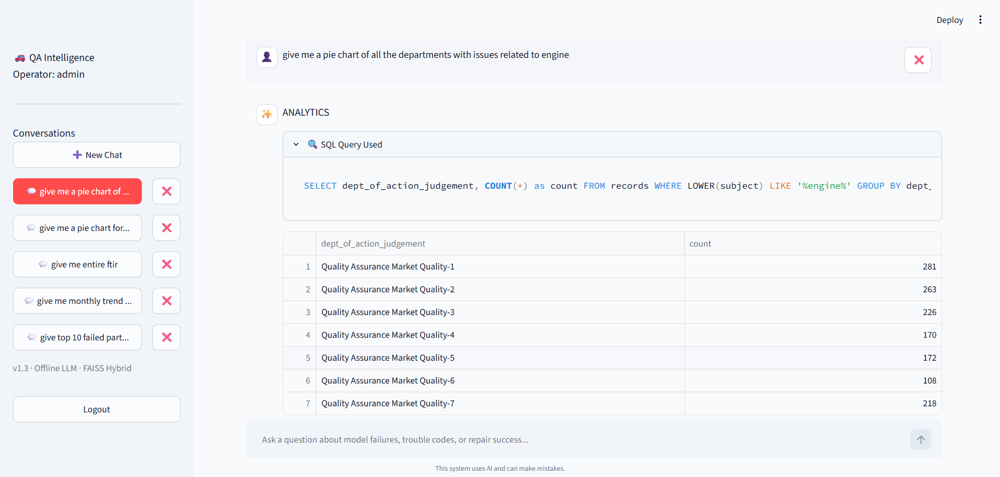 Deploy
QA Intelligence
Operator: admin
Conversations
New Chat
give me a pie chart of ...
give me a pie chart for...
give me entire ftir
give me monthly trend ...
give top 10 failed part...
v1.3 · Offline LLM · FAISS Hybrid
Logout
give me a pie chart of all the departments with issues related to engine
ANALYTICS
SQL Query Used
SELECT dept_of_action_judgement, COUNT(*) as count FROM records WHERE LOWER(subject) LIKE '%engine%' GROUP BY dept_
dept_of_action_judgement count
1 Quality Assurance Market Quality-1 281
2 Quality Assurance Market Quality-2 263
3 Quality Assurance Market Quality-3 226
4 Quality Assurance Market Quality-4 170
5 Quality Assurance Market Quality-5 172
6 Quality Assurance Market Quality-6 108
7 Quality Assurance Market Quality-7 218
Ask a question about model failures, trouble codes, or repair success...
This system uses AI and can make mistakes.